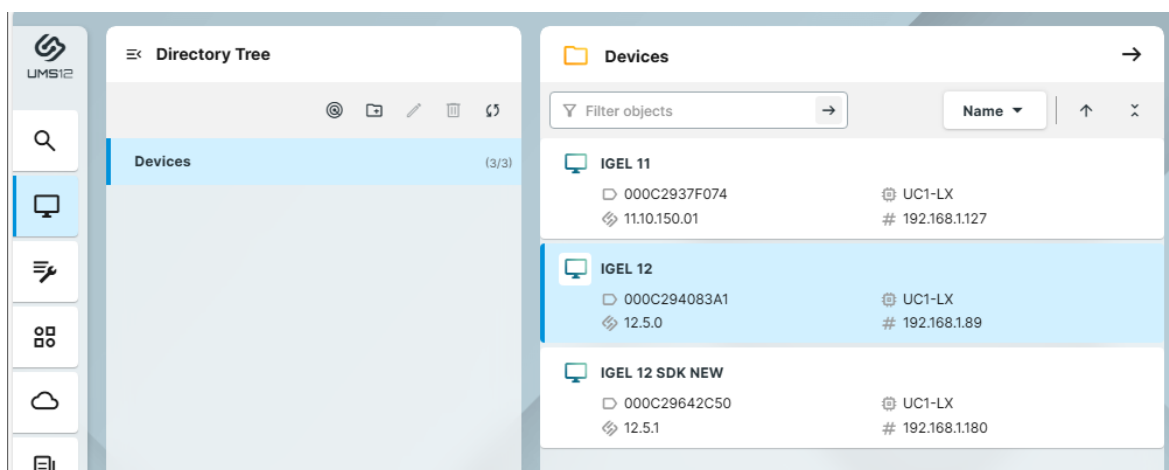 UMS12
Directory Tree
Devices (3/3)
Devices
Filter objects
Name
IGEL 11
000C2937F074 UC1-LX
11.10.150.01 # 192.168.1.127
IGEL 12
000C294083A1 UC1-LX
12.5.0 # 192.168.1.89
IGEL 12 SDK NEW
000C29642C50 UC1-LX
12.5.1 # 192.168.1.180